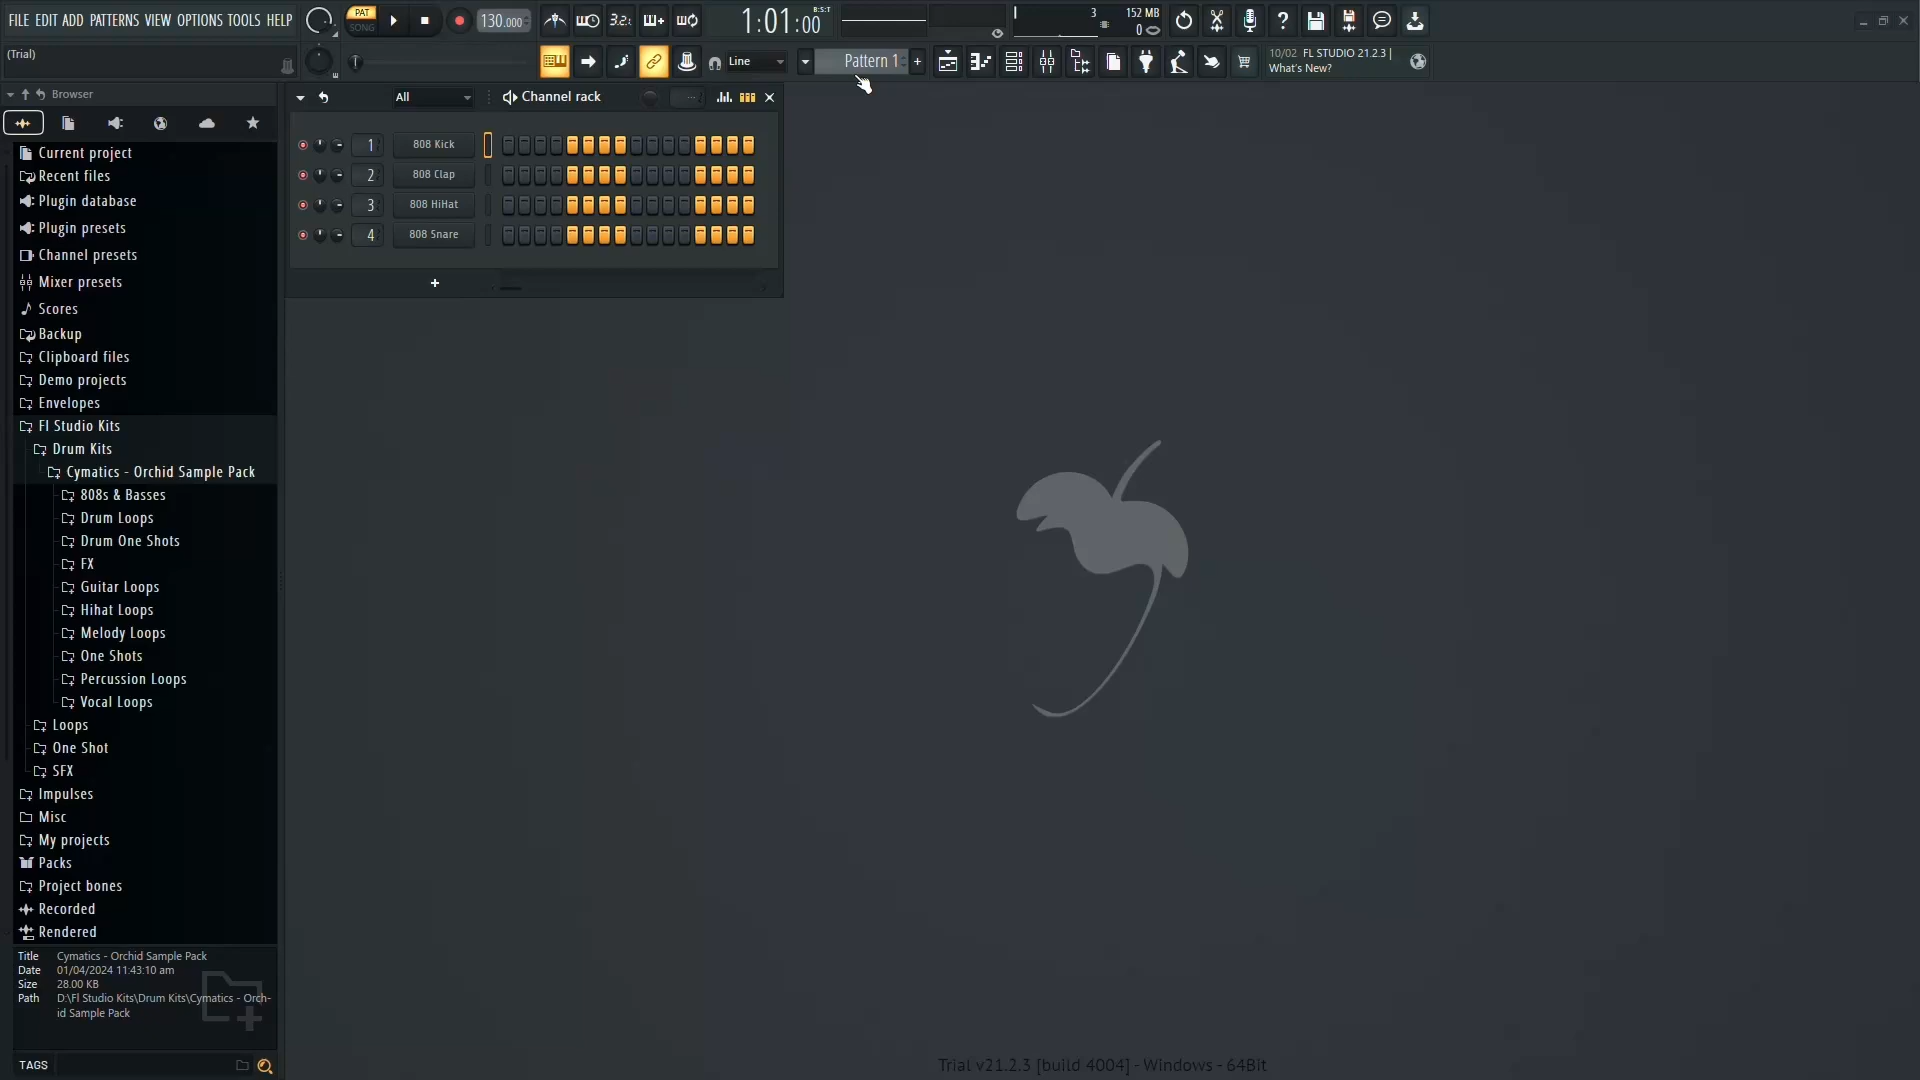 FILE EDIT ADD PATTERNS VIEW OPTIONS TOOLS HELP
PAT
SONG
130.000
3.2.
1:01:00
B:S:T
3
152 MB
0
(Trial)
Line
Pattern 1
+
10/02 FL STUDIO 21.2.3 |
What's New?
Browser
All
Channel rack
Current project
Recent files
Plugin database
Plugin presets
Channel presets
Mixer presets
Scores
Backup
Clipboard files
Demo projects
Envelopes
Fl Studio Kits
Drum Kits
Cymatics - Orchid Sample Pack
808s & Basses
Drum Loops
Drum One Shots
FX
Guitar Loops
Hihat Loops
Melody Loops
One Shots
Percussion Loops
Vocal Loops
Loops
One Shot
SFX
Impulses
Misc
My projects
Packs
Project bones
Recorded
Rendered
1 808 Kick
2 808 Clap
3 808 HiHat
4 808 Snare
+
Title Cymatics - Orchid Sample Pack
Date 01/04/2024 11:43:10 am
Size 28.00 KB
Path D:\Fl Studio Kits\Drum Kits\Cymatics - Orch-
id Sample Pack
TAGS
Trial v21.2.3 [build 4004] - Windows - 64Bit